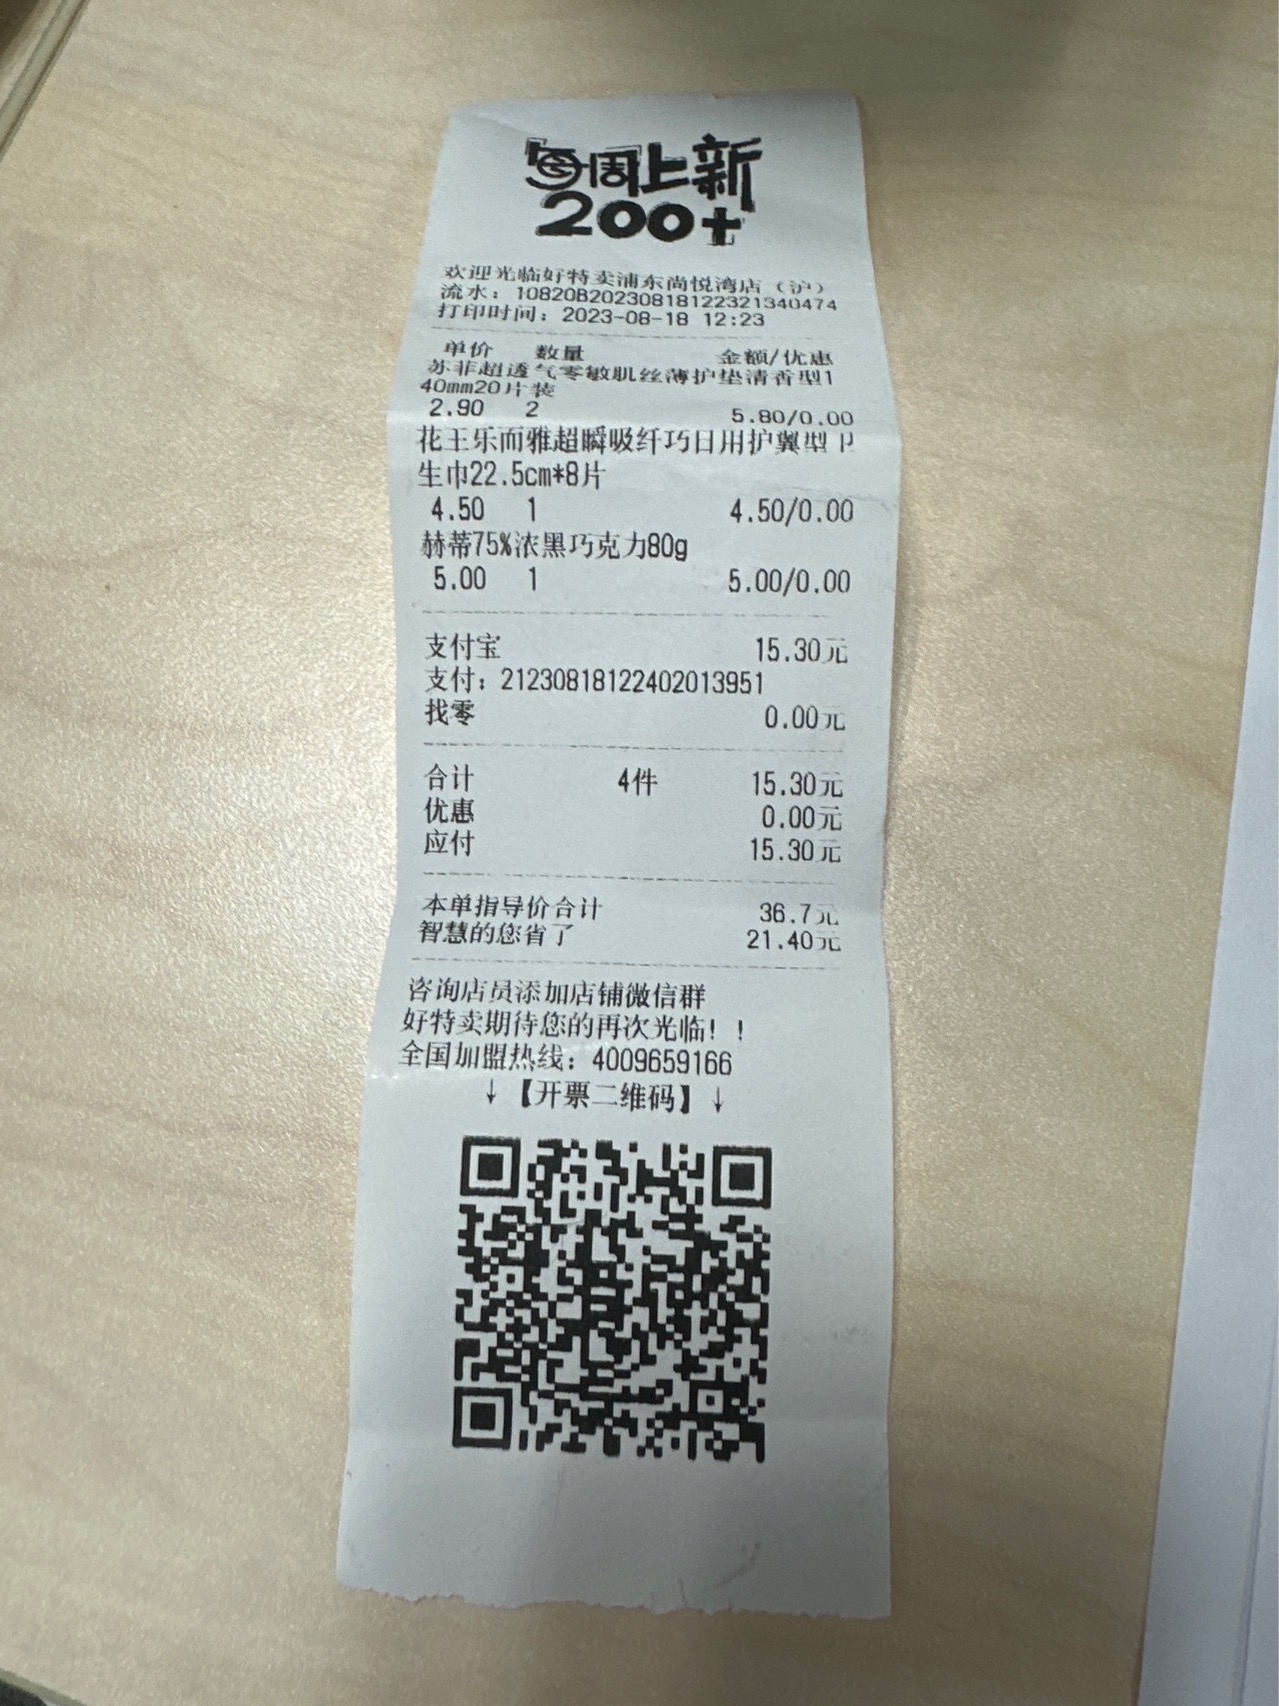 每周上新
200+
欢迎光临好特卖浦东尚悦湾店（沪）
流水：10820B20230818122321340474
打印时间：2023-08-18 12:23
单价 数量 金额/优惠
苏菲超透气零敏肌丝薄护垫清香型1
40mm20片装
2.90 2 5.80/0.00
花王乐而雅超瞬吸纤巧日用护翼型卫
生巾22.5cm*8片
4.50 1 4.50/0.00
赫蒂75%浓黑巧克力80g
5.00 1 5.00/0.00
支付宝 15.30元
支付：21230818122402013951
找零 0.00元
合计 4件 15.30元
优惠 0.00元
应付 15.30元
本单指导价合计 36.7元
智慧的您省了 21.40元
咨询店员添加店铺微信群
好特卖期待您的再次光临！！
全国加盟热线：4009659166
↓【开票二维码】↓